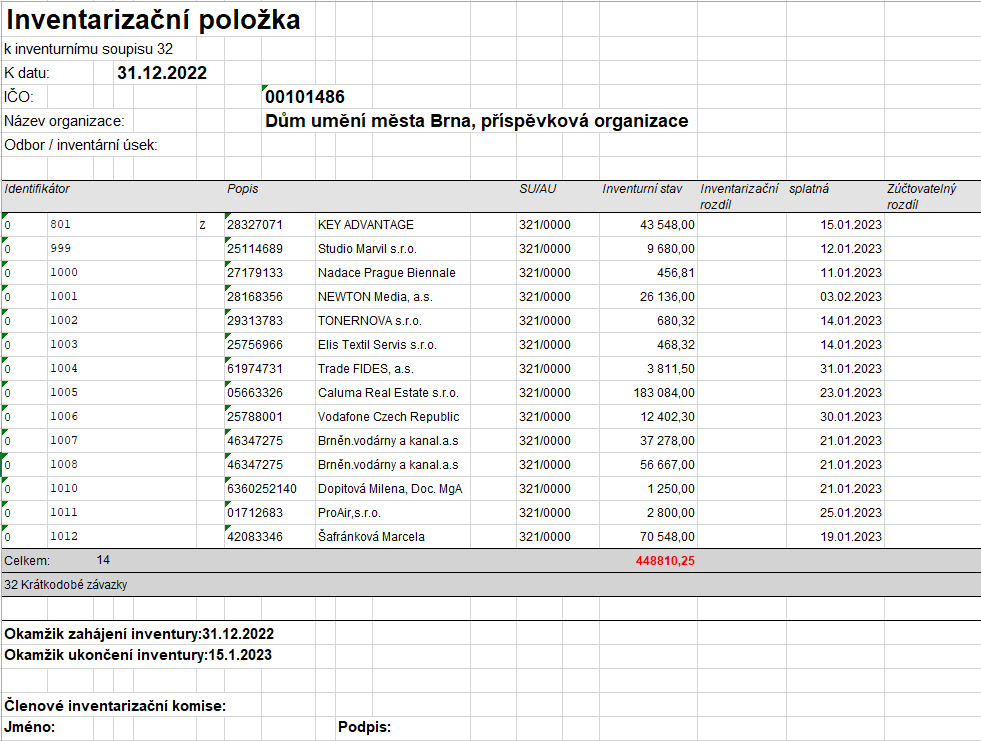 Inventarizační položka
k inventurnímu soupisu 32
K datu: 31.12.2022
IČO: 00101486
Název organizace: Dům umění města Brna, příspěvková organizace
Odbor / inventární úsek:
Identifikátor Popis SU/AU Inventurní stav Inventarizační rozdíl splatná Zúčtovatelný rozdíl
0 801 Z 28327071 KEY ADVANTAGE 321/0000 43 548,00 15.01.2023
0 999 25114689 Studio Marvil s.r.o. 321/0000 9 680,00 12.01.2023
0 1000 27179133 Nadace Prague Biennale 321/0000 456,81 11.01.2023
0 1001 28168356 NEWTON Media, a.s. 321/0000 26 136,00 03.02.2023
0 1002 29313783 TONERNOVA s.r.o. 321/0000 680,32 14.01.2023
0 1003 25756966 Elis Textil Servis s.r.o. 321/0000 468,32 14.01.2023
0 1004 61974731 Trade FIDES, a.s. 321/0000 3 811,50 31.01.2023
0 1005 05663326 Caluma Real Estate s.r.o. 321/0000 183 084,00 23.01.2023
0 1006 25788001 Vodafone Czech Republic 321/0000 12 402,30 30.01.2023
0 1007 46347275 Brněn.vodárny a kanal.a.s 321/0000 37 278,00 21.01.2023
0 1008 46347275 Brněn.vodárny a kanal.a.s 321/0000 56 667,00 21.01.2023
0 1010 6360252140 Dopitová Milena, Doc. MgA 321/0000 1 250,00 21.01.2023
0 1011 01712683 ProAir,s.r.o. 321/0000 2 800,00 25.01.2023
0 1012 42083346 Šafránková Marcela 321/0000 70 548,00 19.01.2023
Celkem: 14 448810,25
32 Krátkodobé závazky
Okamžik zahájení inventury:31.12.2022
Okamžik ukončení inventury:15.1.2023
Členové inventarizační komise:
Jméno: Podpis: